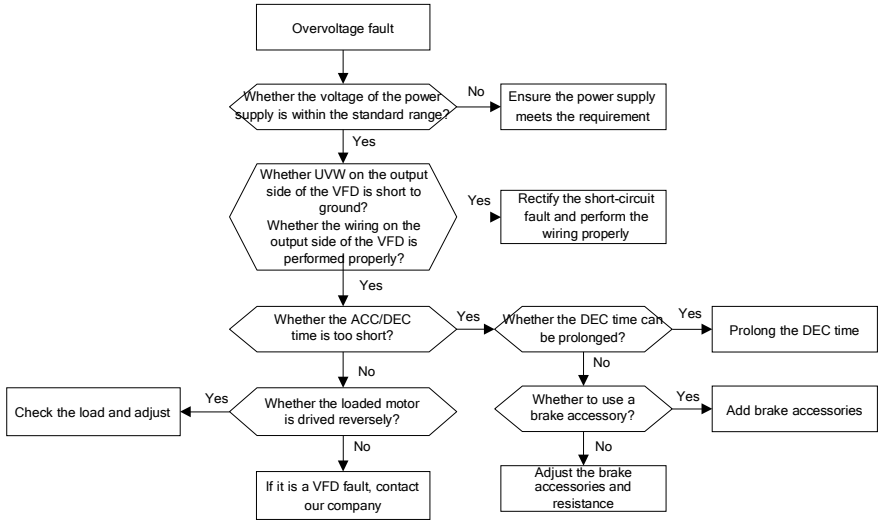 Overvoltage fault
Whether the voltage of the power
supply is within the standard range?
No
Ensure the power supply
meets the requirement
Yes
Whether UVW on the output
side of the VFD is short to
ground?
Whether the wiring on the
output side of the VFD is
performed properly?
Yes
Rectify the short-circuit
fault and perform the
wiring properly
Yes
Whether the ACC/DEC
time is too short?
Yes
Whether the DEC time can
be prolonged?
Yes
Prolong the DEC time
No
No
Check the load and adjust
Yes
Whether the loaded motor
is drived reversely?
Whether to use a
brake accessory?
Yes
Add brake accessories
No
No
If it is a VFD fault, contact
our company
Adjust the brake
accessories and
resistance